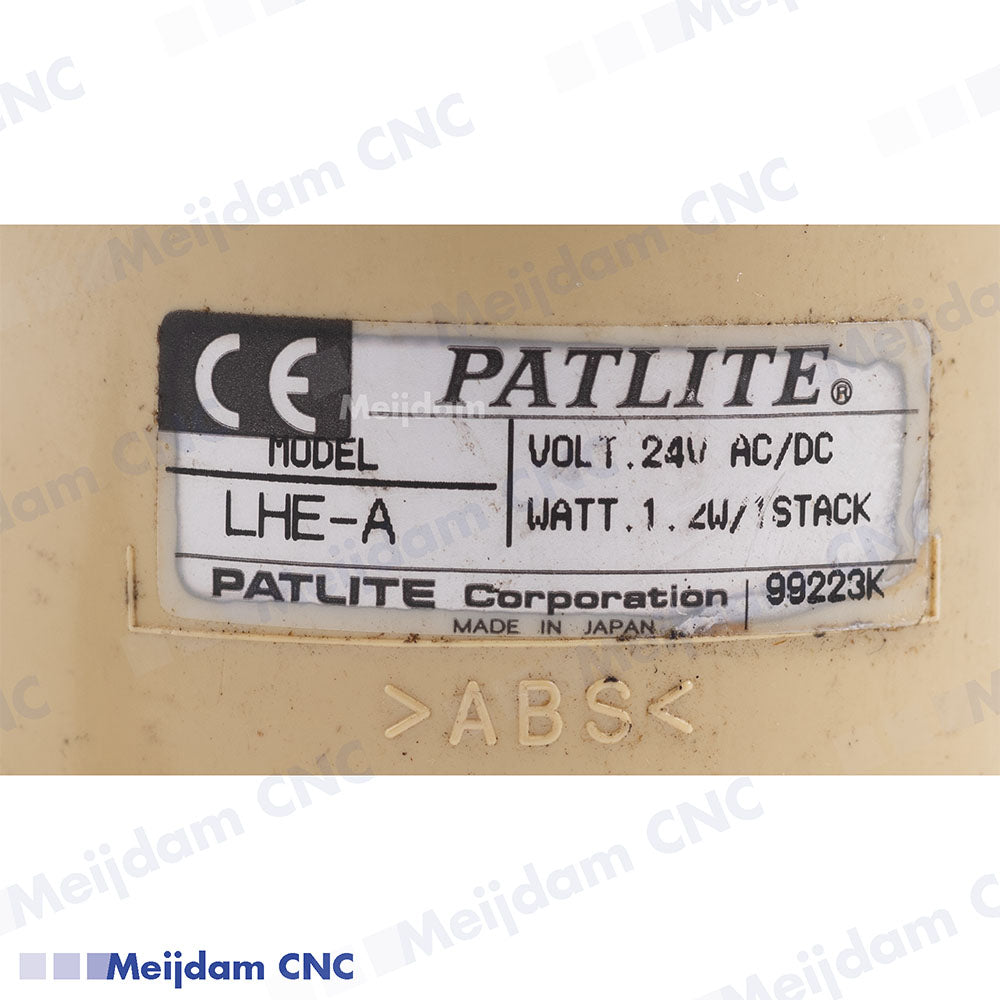 CE PATLITE®
MODEL
LHE-A
VOLT.24V AC/DC
WATT.1.2W/1STACK
PATLITE Corporation 99223K
MADE IN JAPAN
>ABS<
Meijdam CNC